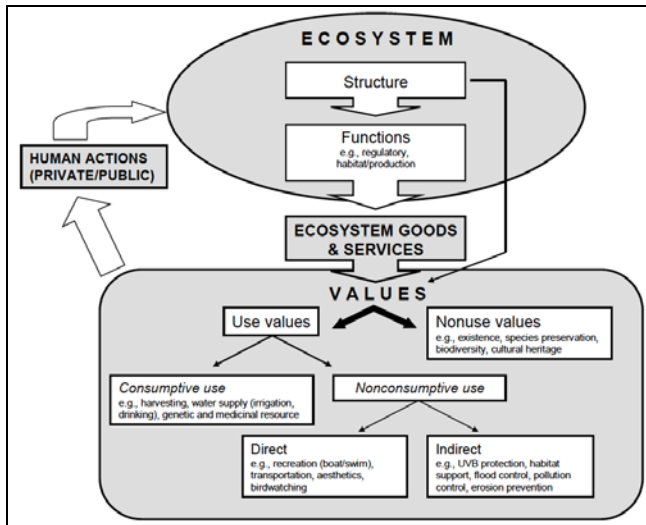 ECOSYSTEM
Structure
Functions
e.g., regulatory,
habitat/production
HUMAN ACTIONS
(PRIVATE/PUBLIC)
ECOSYSTEM GOODS
& SERVICES
VALUES
Use values
Nonuse values
e.g., existence, species preservation,
biodiversity, cultural heritage
Consumptive use
e.g., harvesting, water supply (irrigation,
drinking), genetic and medicinal resource
Nonconsumptive use
Direct
e.g., recreation (boat/swim),
transportation, aesthetics,
birdwatching
Indirect
e.g., UVB protection, habitat
support, flood control, pollution
control, erosion prevention